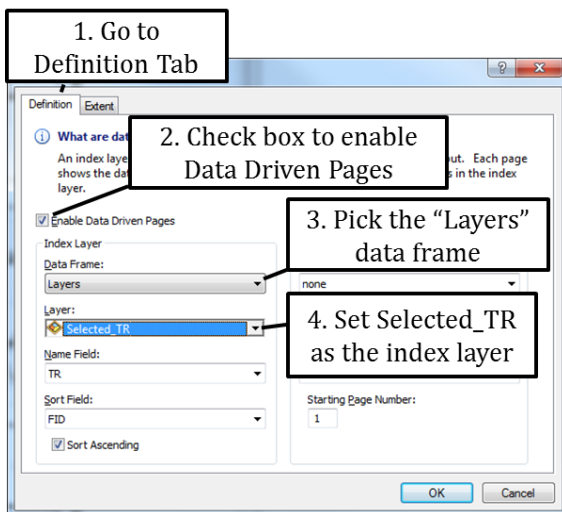 1. Go to
Definition Tab
Definition
Extent
What are dat
2. Check box to enable
Data Driven Pages
An index laye
out. Each page
shows the da
s in the index
layer.
Enable Data Driven Pages
3. Pick the “Layers”
data frame
Index Layer
Data Frame:
Layers
none
Layer:
Selected_TR
4. Set Selected_TR
as the index layer
Name Field:
TR
Sort Field:
FID
Starting Page Number:
1
Sort Ascending
OK
Cancel